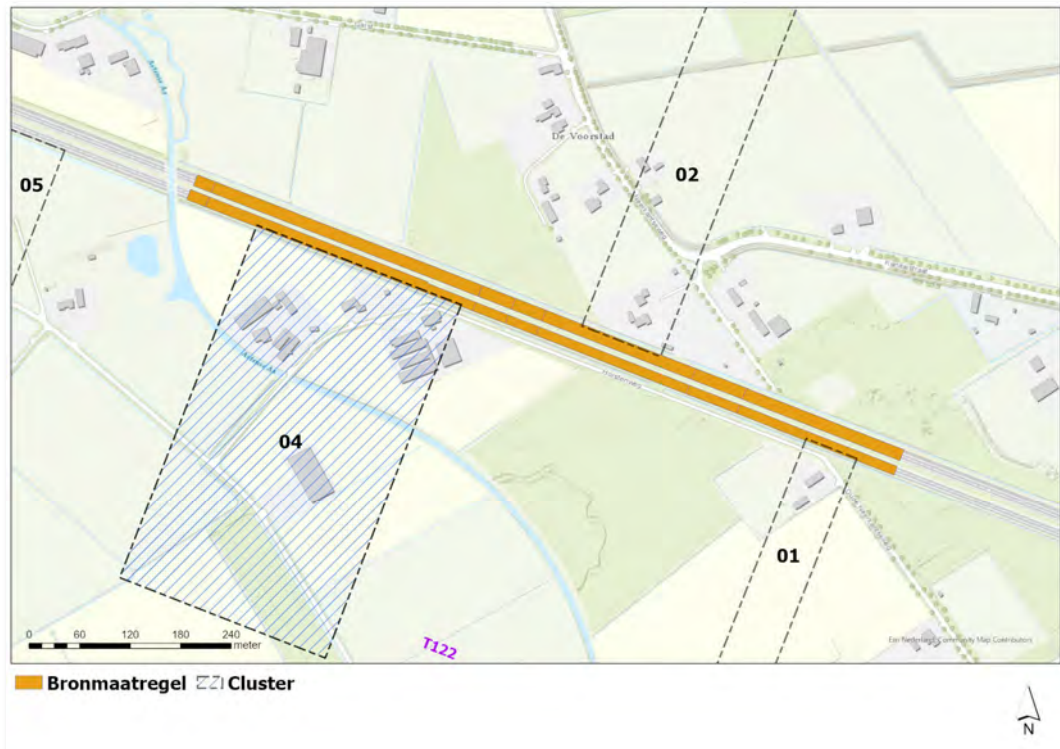 De Voorstad
05
02
04
01
T122
0 60 120 180 240
meter
Esri Nederland, Community Map Contributors
Bronmaatregel Cluster
N